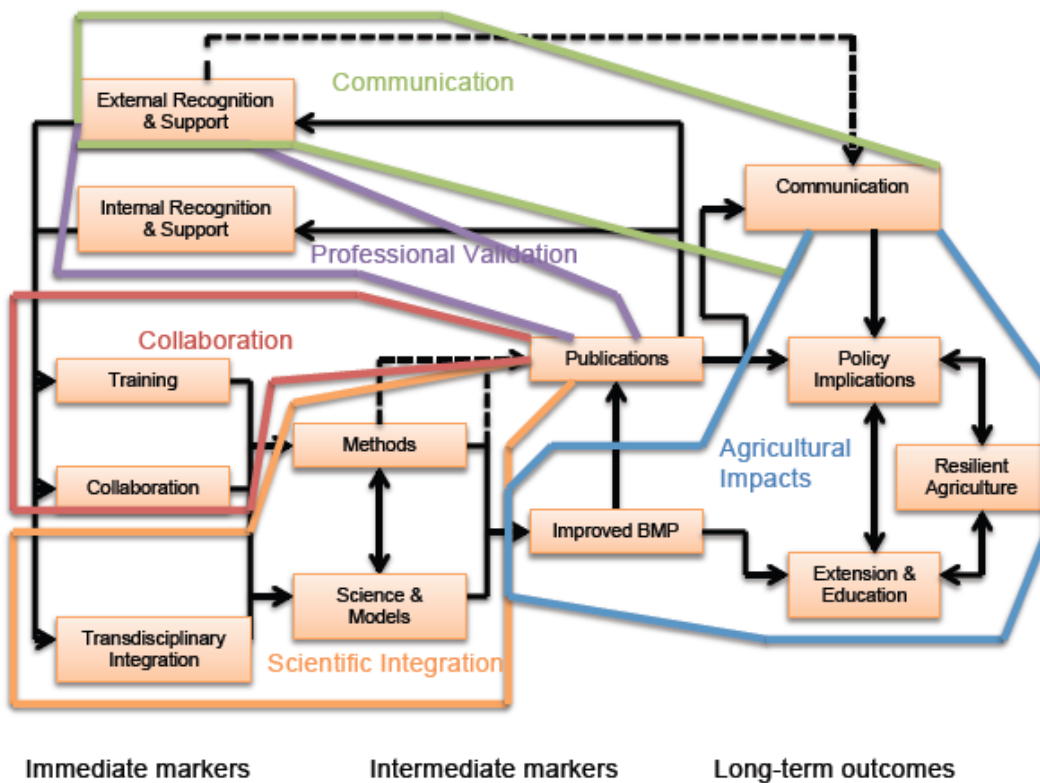 Communication
External Recognition
& Support
Communication
Internal Recognition
& Support
Professional Validation
Collaboration
Training
Publications
Policy
Implications
Methods
Agricultural
Impacts
Resilient
Agriculture
Collaboration
Improved BMP
Science &
Models
Extension &
Education
Transdisciplinary
Integration
Scientific Integration
Immediate markers
Intermediate markers
Long-term outcomes